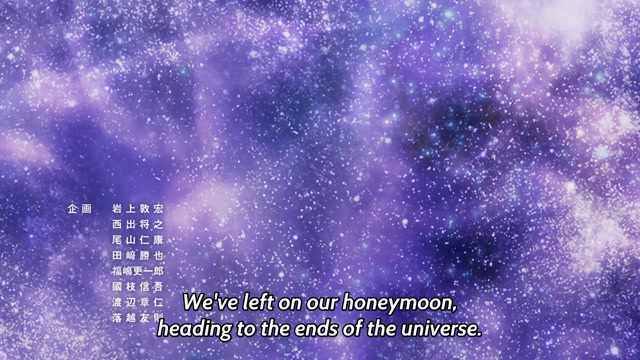 企画 岩上敦宏
西出将之
尾山仁康
田﨑勝也
福嶋更一郎
國枝信吾
渡辺章仁
落越友則
We've left on our honeymoon,
heading to the ends of the universe.